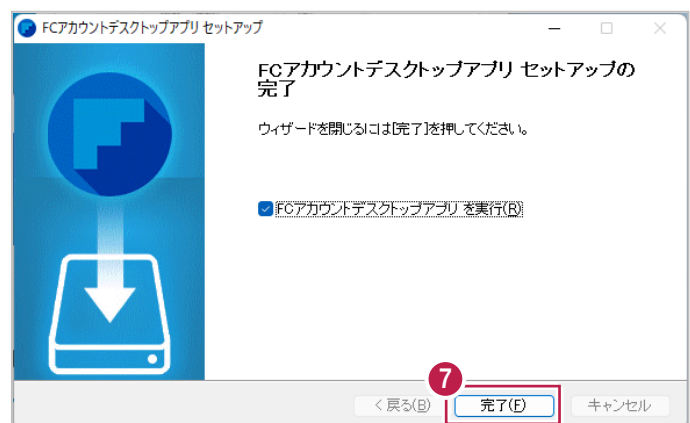 FCアカウントデスクトップアプリ セットアップ
FCアカウントデスクトップアプリ セットアップの
完了
ウィザードを閉じるには[完了]を押してください。
FCアカウントデスクトップアプリ を実行(R)
7
< 戻る(B)
完了(F)
キャンセル